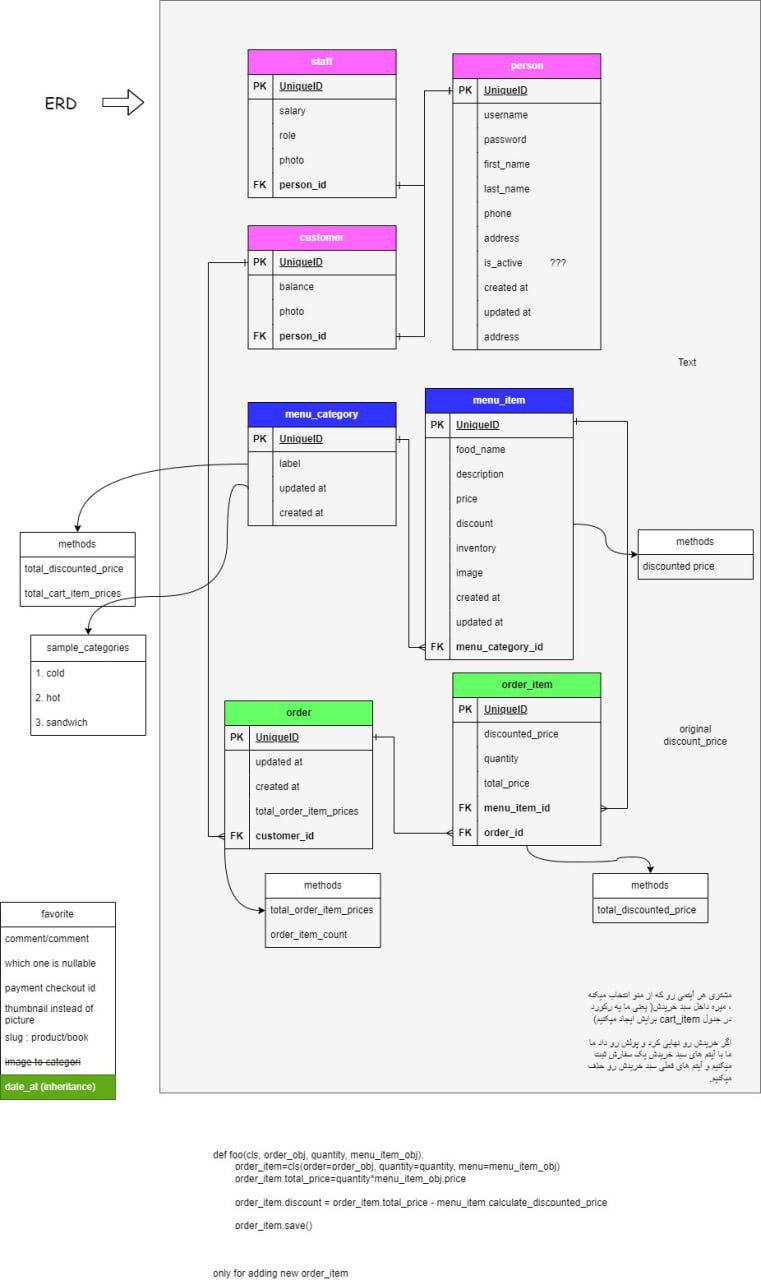 ERD
staff
PK UniqueID
salary
role
photo
FK person_id
person
PK UniqueID
username
password
first_name
last_name
phone
address
is_active ???
created at
updated at
address
customer
PK UniqueID
balance
photo
FK person_id
Text
menu_category
PK UniqueID
label
updated at
created at
menu_item
PK UniqueID
food_name
description
price
discount
inventory
image
created at
updated at
FK menu_category_id
methods
total_discounted_price
total_cart_item_prices
methods
discounted price
sample_categories
1. cold
2. hot
3. sandwich
order
PK UniqueID
updated at
created at
total_order_item_prices
FK customer_id
order_item
PK UniqueID
discounted_price
quantity
total_price
FK menu_item_id
FK order_id
original
discount_price
methods
total_order_item_prices
order_item_count
methods
total_discounted_price
favorite
comment/comment
which one is nullable
payment checkout id
thumbnail instead of
picture
slug : product/book
image to categori
date_at (inheritance)
مشتری هر آیتمی رو که از منو انتخاب میکنه
، میره داخل سبد خریدش( یعنی ما یه رکورد
در جدول cart_item برایش ایجاد میکنیم)
اگر خریدش رو نهایی کرد و پولش رو داد ما
ما با آیتم های سبد خریدش یک سفارش ثبت
میکنیم و آیتم های فعلی سبد خریدش رو حذف
میکنیم.
def foo(cls, order_obj, quantity, menu_item_obj):
order_item=cls(order=order_obj, quantity=quantity, menu=menu_item_obj)
order_item.total_price=quantity*menu_item_obj.price
order_item.discount = order_item.total_price - menu_item.calculate_discounted_price
order_item.save()
only for adding new order_item